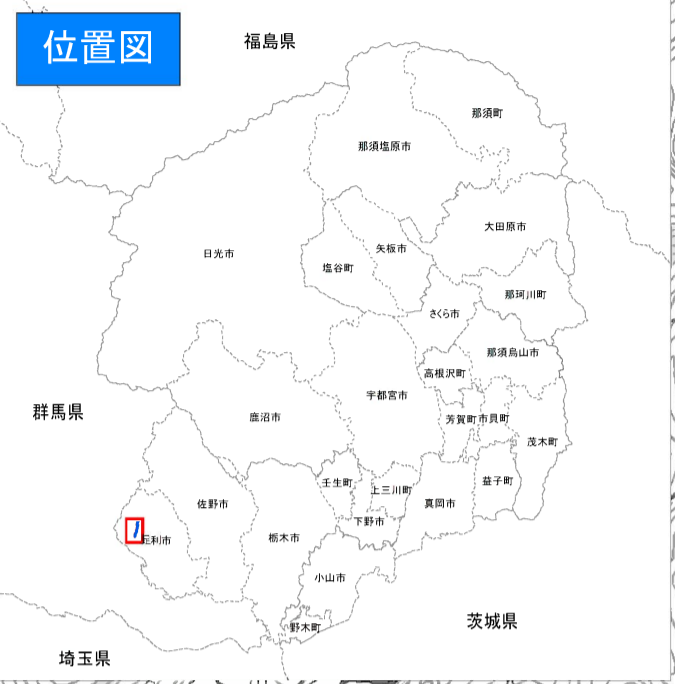 位置図
福島県
那須町
那須塩原市
大田原市
矢板市
日光市
塩谷町
那珂川町
さくら市
那須烏山市
高根沢町
宇都宮市
群馬県
鹿沼市
芳賀町
市貝町
茂木町
壬生町
上三川町
益子町
佐野市
真岡市
下野市
栃木市
足利市
小山市
茨城県
野木町
埼玉県